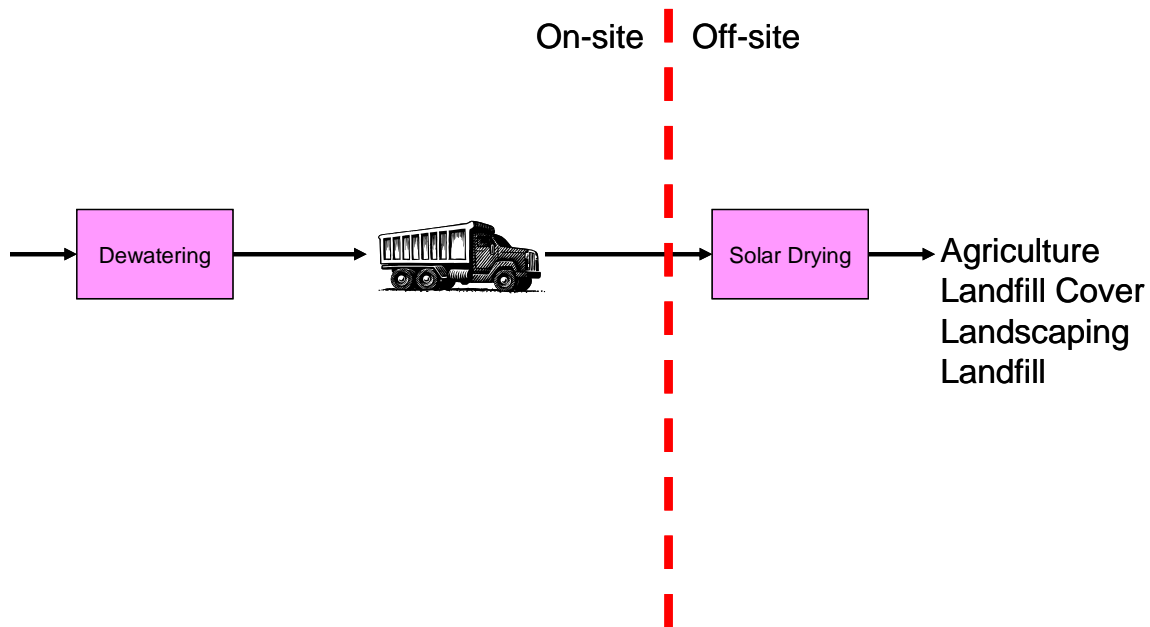 On-site
Off-site
Dewatering
Solar Drying
Agriculture
Landfill Cover
Landscaping
Landfill